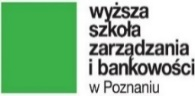 wyższa
szkoła
zarządzania
i bankowości
w Poznaniu